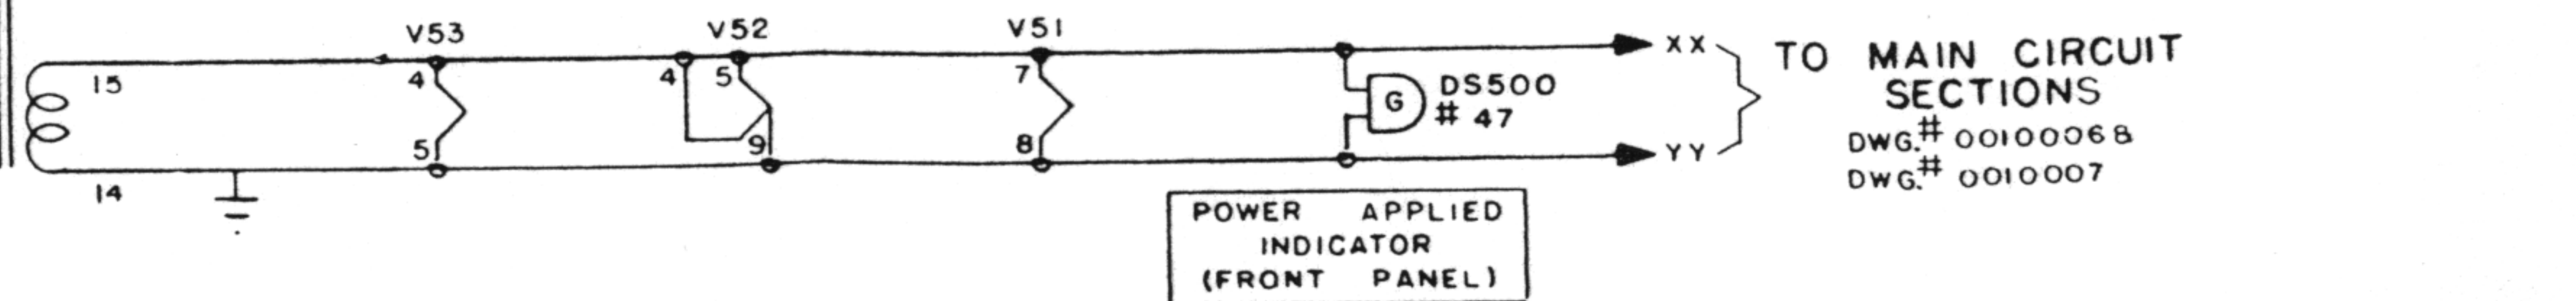 V53
V52
V51
XX
TO MAIN CIRCUIT
15
4
4
5
7
G
DS500
SECTIONS
# 47
DWG.# 00100068
5
9
8
YY
DWG.# 0010007
14
POWER APPLIED
INDICATOR
(FRONT PANEL)